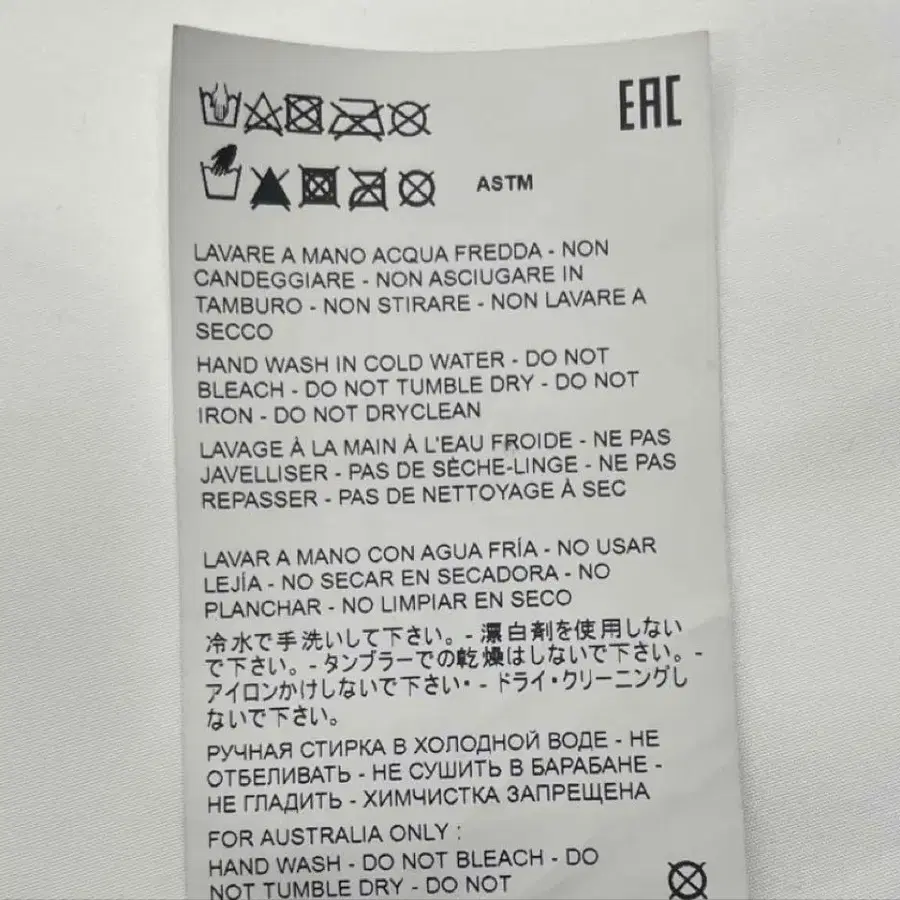 EAC
ASTM
LAVARE A MANO ACQUA FREDDA - NON
CANDEGGIARE - NON ASCIUGARE IN
TAMBURO - NON STIRARE - NON LAVARE A
SECCO
HAND WASH IN COLD WATER - DO NOT
BLEACH - DO NOT TUMBLE DRY - DO NOT
IRON - DO NOT DRYCLEAN
LAVAGE À LA MAIN À L'EAU FROIDE - NE PAS
JAVELLISER - PAS DE SÈCHE-LINGE - NE PAS
REPASSER - PAS DE NETTOYAGE À SEC
LAVAR A MANO CON AGUA FRÍA - NO USAR
LEJÍA - NO SECAR EN SECADORA - NO
PLANCHAR - NO LIMPIAR EN SECO
冷水で手洗いして下さい。- 漂白剤を使用しない
で下さい。- タンブラーでの乾燥はしないで下さい。-
アイロンかけしないで下さい・- ドライ・クリーニングし
ないで下さい。
РУЧНАЯ СТИРКА В ХОЛОДНОЙ ВОДЕ - НЕ
ОТБЕЛИВАТЬ - НЕ СУШИТЬ В БАРАБАНЕ -
НЕ ГЛАДИТЬ - ХИМЧИСТКА ЗАПРЕЩЕНА
FOR AUSTRALIA ONLY :
HAND WASH - DO NOT BLEACH - DO
NOT TUMBLE DRY - DO NOT